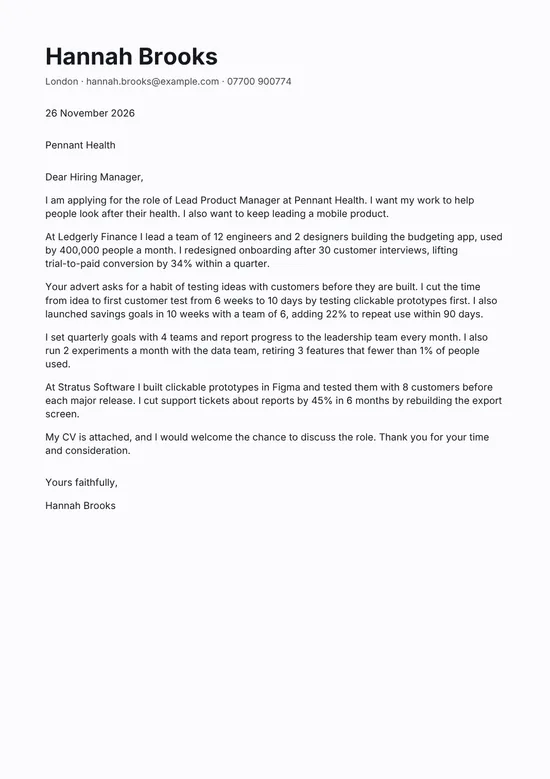 Hannah Brooks
London · hannah.brooks@example.com · 07700 900774
26 November 2026
Pennant Health
Dear Hiring Manager,
I am applying for the role of Lead Product Manager at Pennant Health. I want my work to help
people look after their health. I also want to keep leading a mobile product.
At Ledgerly Finance I lead a team of 12 engineers and 2 designers building the budgeting app, used
by 400,000 people a month. I redesigned onboarding after 30 customer interviews, lifting
trial-to-paid conversion by 34% within a quarter.
Your advert asks for a habit of testing ideas with customers before they are built. I cut the time
from idea to first customer test from 6 weeks to 10 days by testing clickable prototypes first. I also
launched savings goals in 10 weeks with a team of 6, adding 22% to repeat use within 90 days.
I set quarterly goals with 4 teams and report progress to the leadership team every month. I also
run 2 experiments a month with the data team, retiring 3 features that fewer than 1% of people
used.
At Stratus Software I built clickable prototypes in Figma and tested them with 8 customers before
each major release. I cut support tickets about reports by 45% in 6 months by rebuilding the export
screen.
My CV is attached, and I would welcome the chance to discuss the role. Thank you for your time
and consideration.
Yours faithfully,
Hannah Brooks